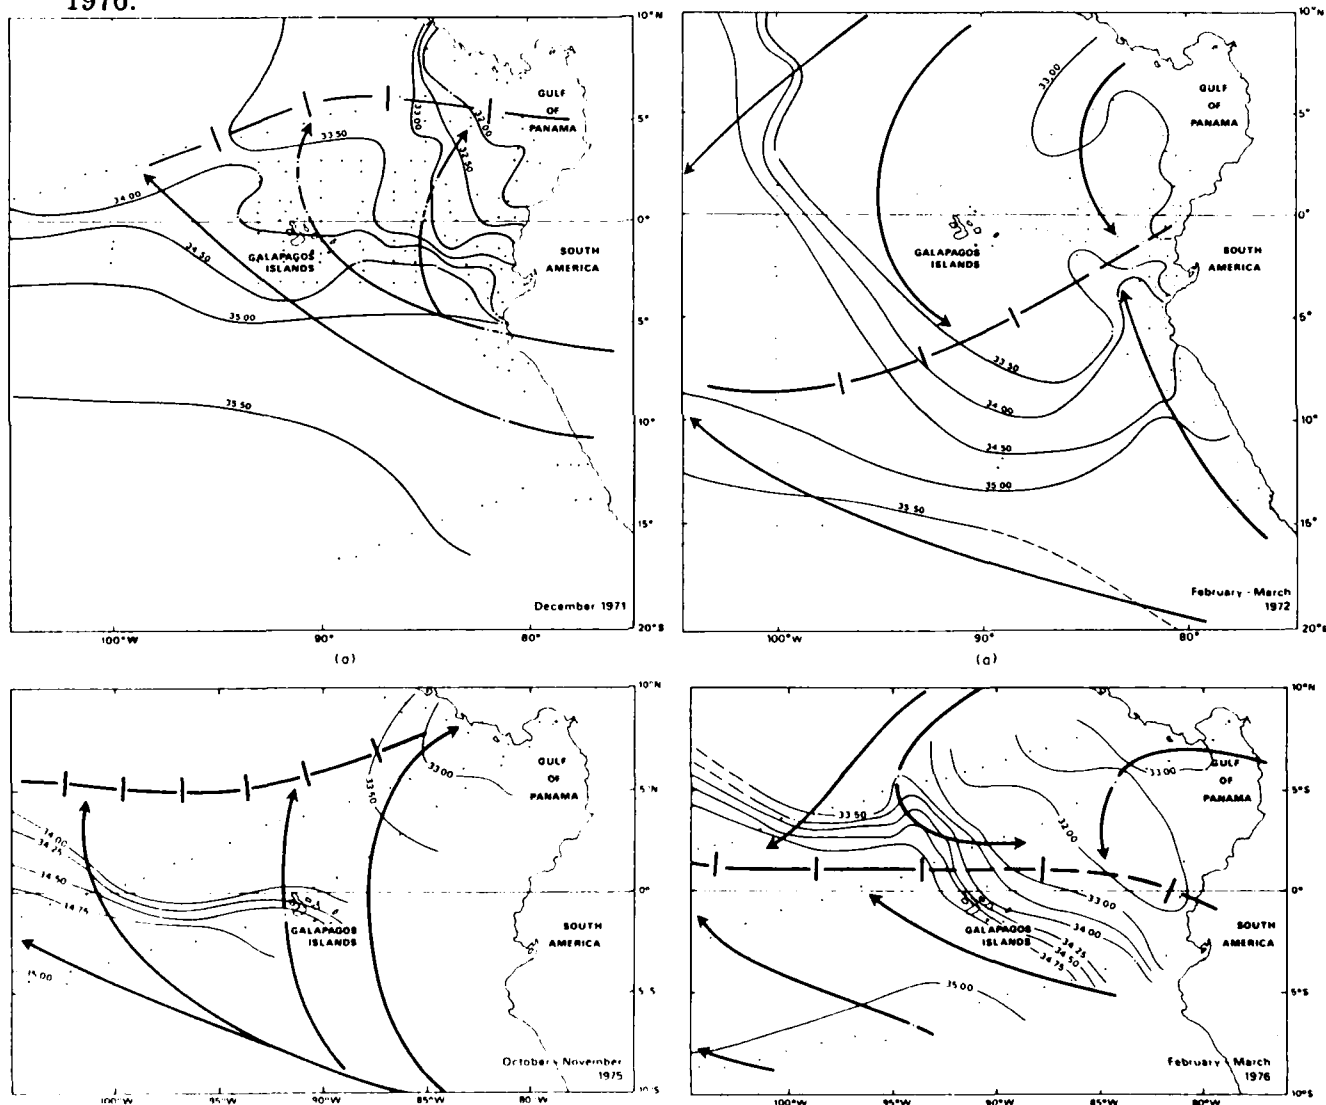 1976.
10°N
33.00
32.00
GULF
OF
PANAMA
5°
33.50
32.50
34.00
0°
34.50
GALAPAGOS
ISLANDS
SOUTH
AMERICA
35.00
5°
35.50
10°
15°
December 1971
20°S
100°W
90°
80°
(a)
10°N
33.00
GULF
OF
PANAMA
5°
0°
GALAPAGOS
ISLANDS
SOUTH
AMERICA
5°
33.50
34.00
10°
34.50
35.00
35.50
15°
February - March
1972
20°S
100°W
90°
80°
(a)
10°N
GULF
OF
PANAMA
33.00
33.50
5°N
34.00
34.25
34.50
34.75
0°
GALAPAGOS
ISLANDS
SOUTH
AMERICA
35.00
5°S
October - November
1975
10°S
100°W
95°W
90°W
85°W
80°W
10°N
33.00
GULF
OF
PANAMA
5°S
33.50
32.00
0°
33.00
GALAPAGOS
ISLANDS
34.00
34.25
34.50
34.75
SOUTH
AMERICA
35.00
5°S
February - March
1976
10°S
100°W
95°W
90°W
85°W
80°W